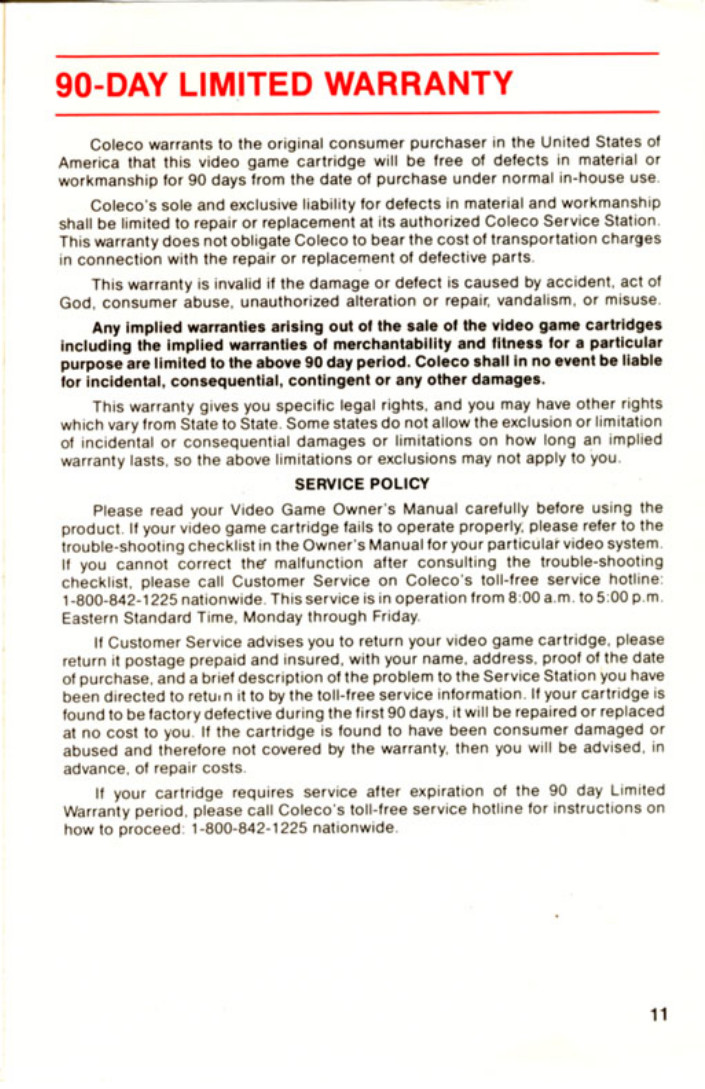 90-DAY LIMITED WARRANTY
Coleco warrants to the original consumer purchaser in the United States of
America that this video game cartridge will be free of defects in material or
workmanship for 90 days from the date of purchase under normal in-house use.
Coleco's sole and exclusive liability for defects in material and workmanship
shall be limited to repair or replacement at its authorized Coleco Service Station.
This warranty does not obligate Coleco to bear the cost of transportation charges
in connection with the repair or replacement of defective parts.
This warranty is invalid if the damage or defect is caused by accident, act of
God, consumer abuse, unauthorized alteration or repair, vandalism, or misuse.
Any implied warranties arising out of the sale of the video game cartridges
including the implied warranties of merchantability and fitness for a particular
purpose are limited to the above 90 day period. Coleco shall in no event be liable
for incidental, consequential, contingent or any other damages.
This warranty gives you specific legal rights, and you may have other rights
which vary from State to State. Some states do not allow the exclusion or limitation
of incidental or consequential damages or limitations on how long an implied
warranty lasts, so the above limitations or exclusions may not apply to you.
SERVICE POLICY
Please read your Video Game Owner's Manual carefully before using the
product. If your video game cartridge fails to operate properly, please refer to the
trouble-shooting checklist in the Owner's Manual for your particular video system.
If you cannot correct the malfunction after consulting the trouble-shooting
checklist, please call Customer Service on Coleco's toll-free service hotline:
1-800-842-1225 nationwide. This service is in operation from 8:00 a.m. to 5:00 p.m.
Eastern Standard Time, Monday through Friday.
If Customer Service advises you to return your video game cartridge, please
return it postage prepaid and insured, with your name, address, proof of the date
of purchase, and a brief description of the problem to the Service Station you have
been directed to return it to by the toll-free service information. If your cartridge is
found to be factory defective during the first 90 days, it will be repaired or replaced
at no cost to you. If the cartridge is found to have been consumer damaged or
abused and therefore not covered by the warranty, then you will be advised, in
advance, of repair costs.
If your cartridge requires service after expiration of the 90 day Limited
Warranty period, please call Coleco's toll-free service hotline for instructions on
how to proceed: 1-800-842-1225 nationwide.
11